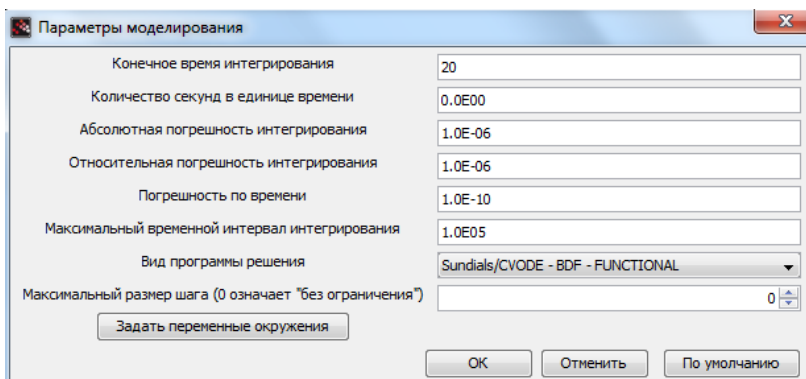 Параметры моделирования
Конечное время интегрирования 20
Количество секунд в единице времени 0.0E00
Абсолютная погрешность интегрирования 1.0E-06
Относительная погрешность интегрирования 1.0E-06
Погрешность по времени 1.0E-10
Максимальный временной интервал интегрирования 1.0E05
Вид программы решения Sundials/CVODE - BDF - FUNCTIONAL
Максимальный размер шага (0 означает "без ограничения") 0
Задать переменные окружения
ОК Отменить По умолчанию